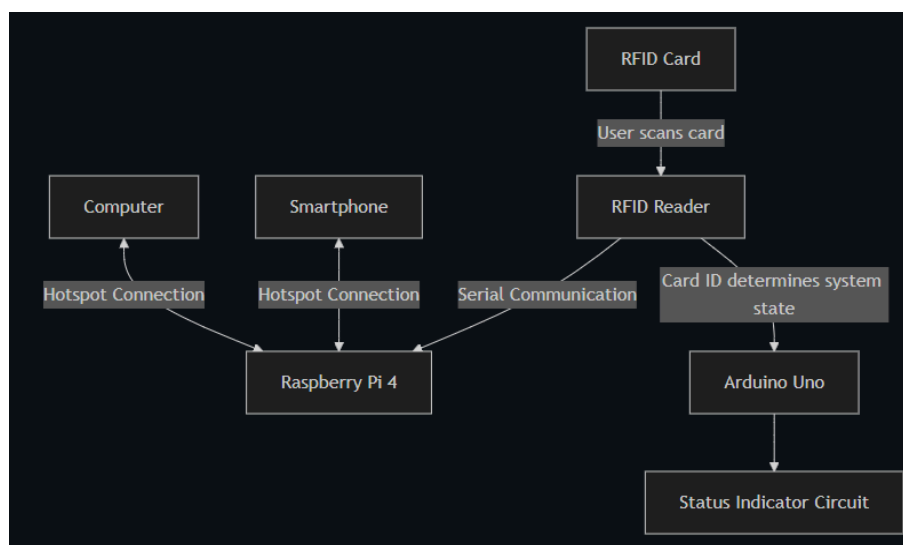 RFID Card
User scans card
Computer
Smartphone
RFID Reader
Hotspot Connection
Hotspot Connection
Serial Communication
Card ID determines system
state
Raspberry Pi 4
Arduino Uno
Status Indicator Circuit